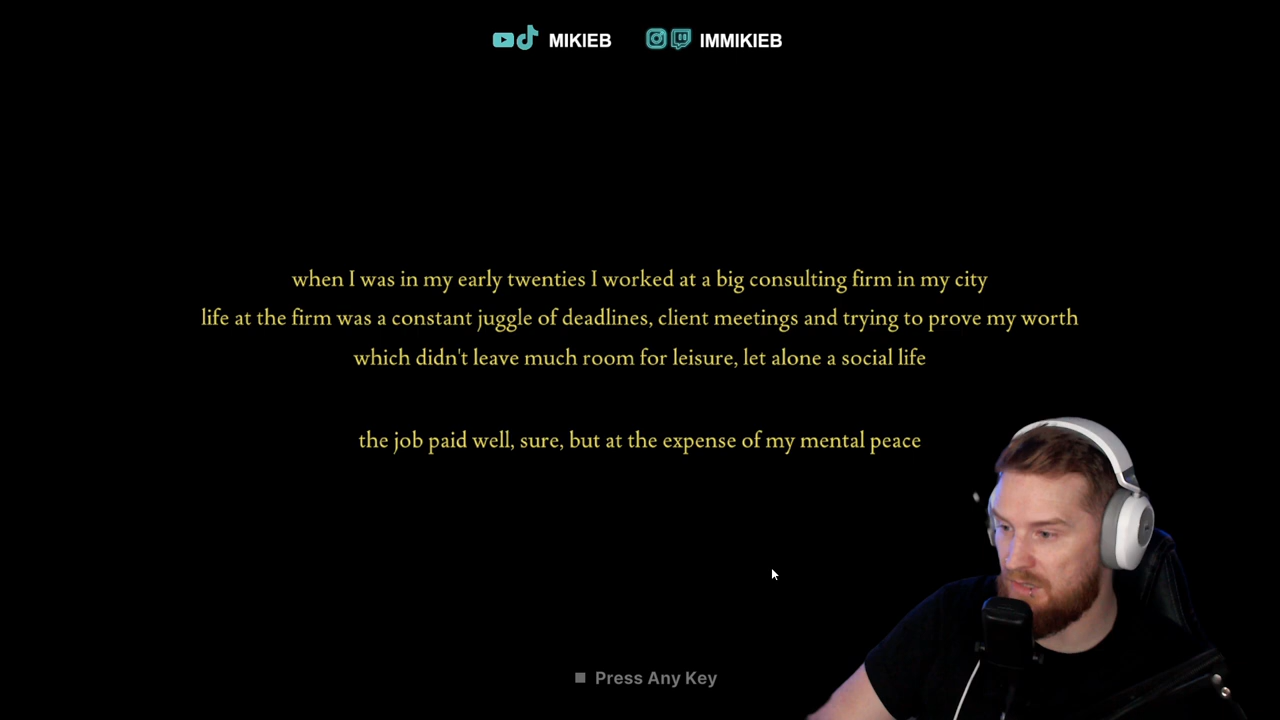 MIKIEB IMMIKIEB
when I was in my early twenties I worked at a big consulting firm in my city
life at the firm was a constant juggle of deadlines, client meetings and trying to prove my worth
which didn't leave much room for leisure, let alone a social life
the job paid well, sure, but at the expense of my mental peace
Press Any Key